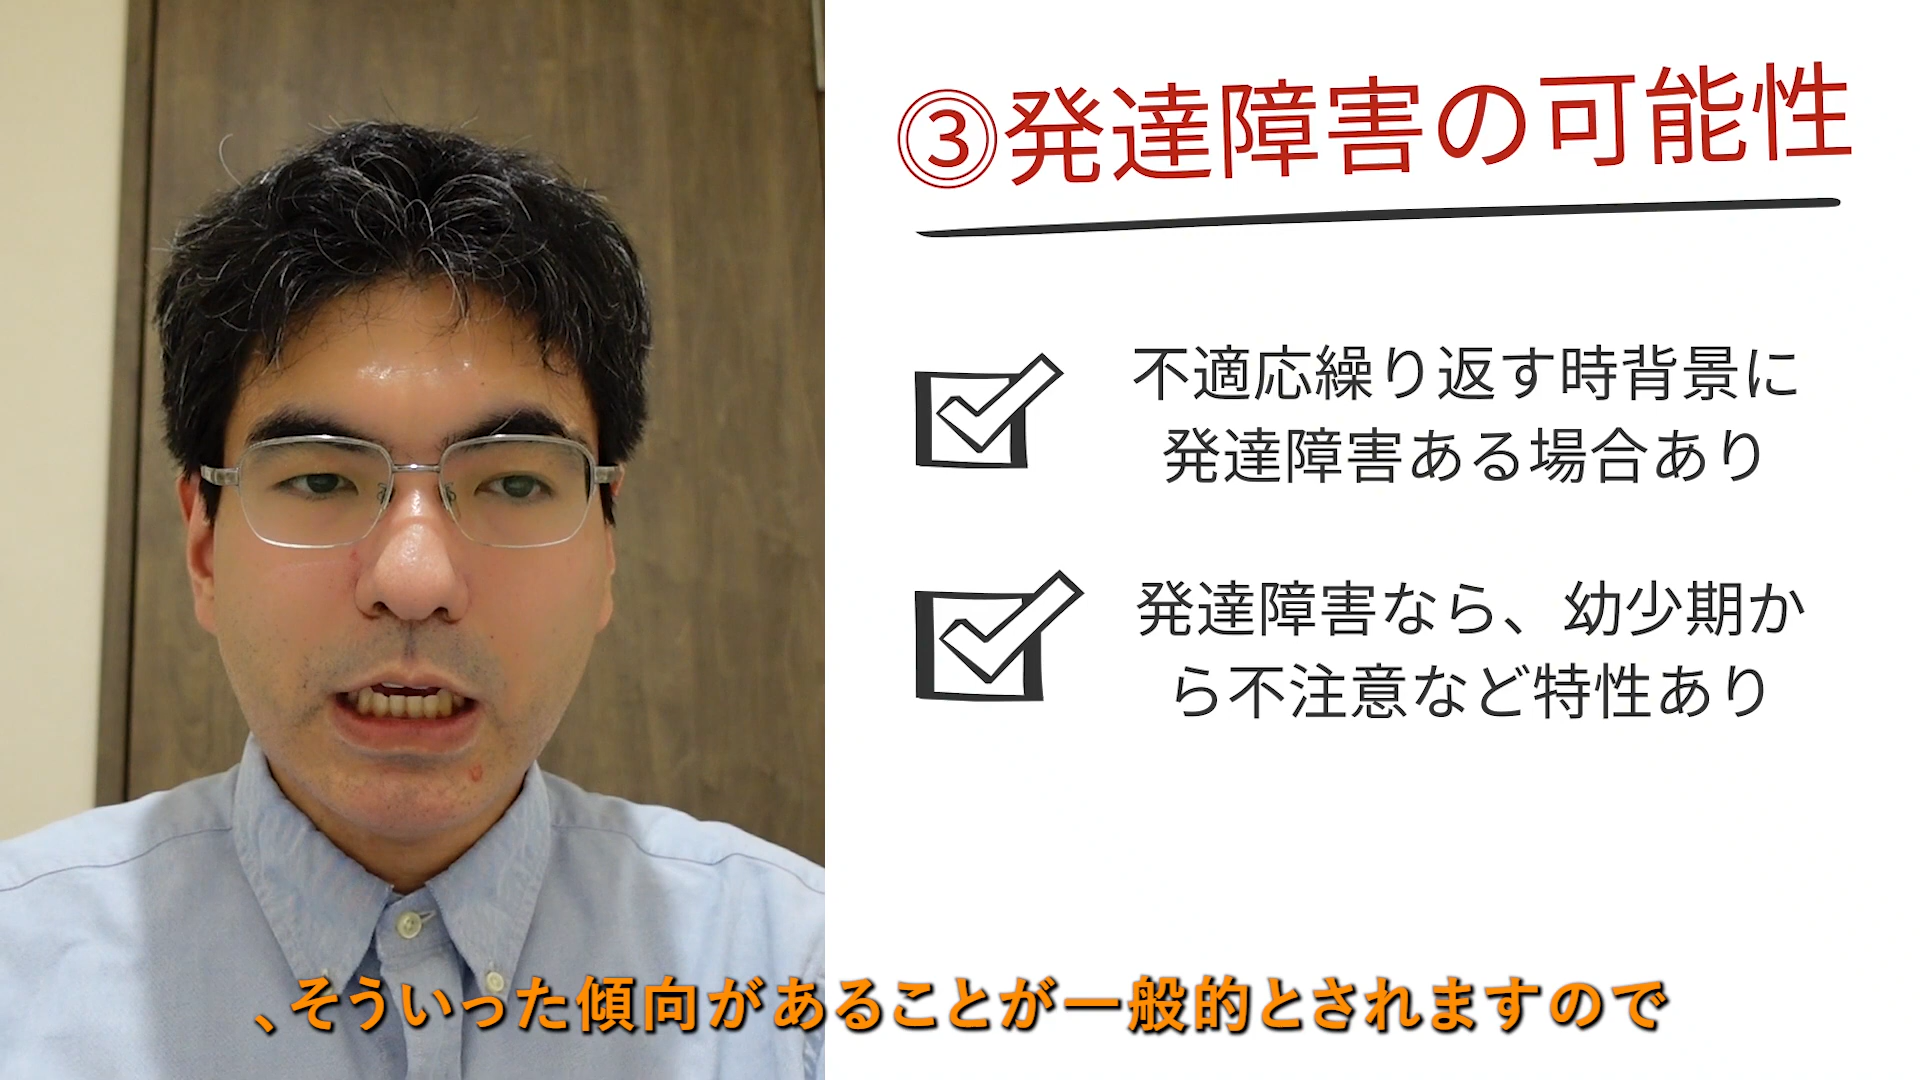 ③発達障害の可能性
不適応繰り返す時背景に
発達障害ある場合あり
発達障害なら、幼少期か
ら不注意など特性あり
、そういった傾向があることが一般的とされますので